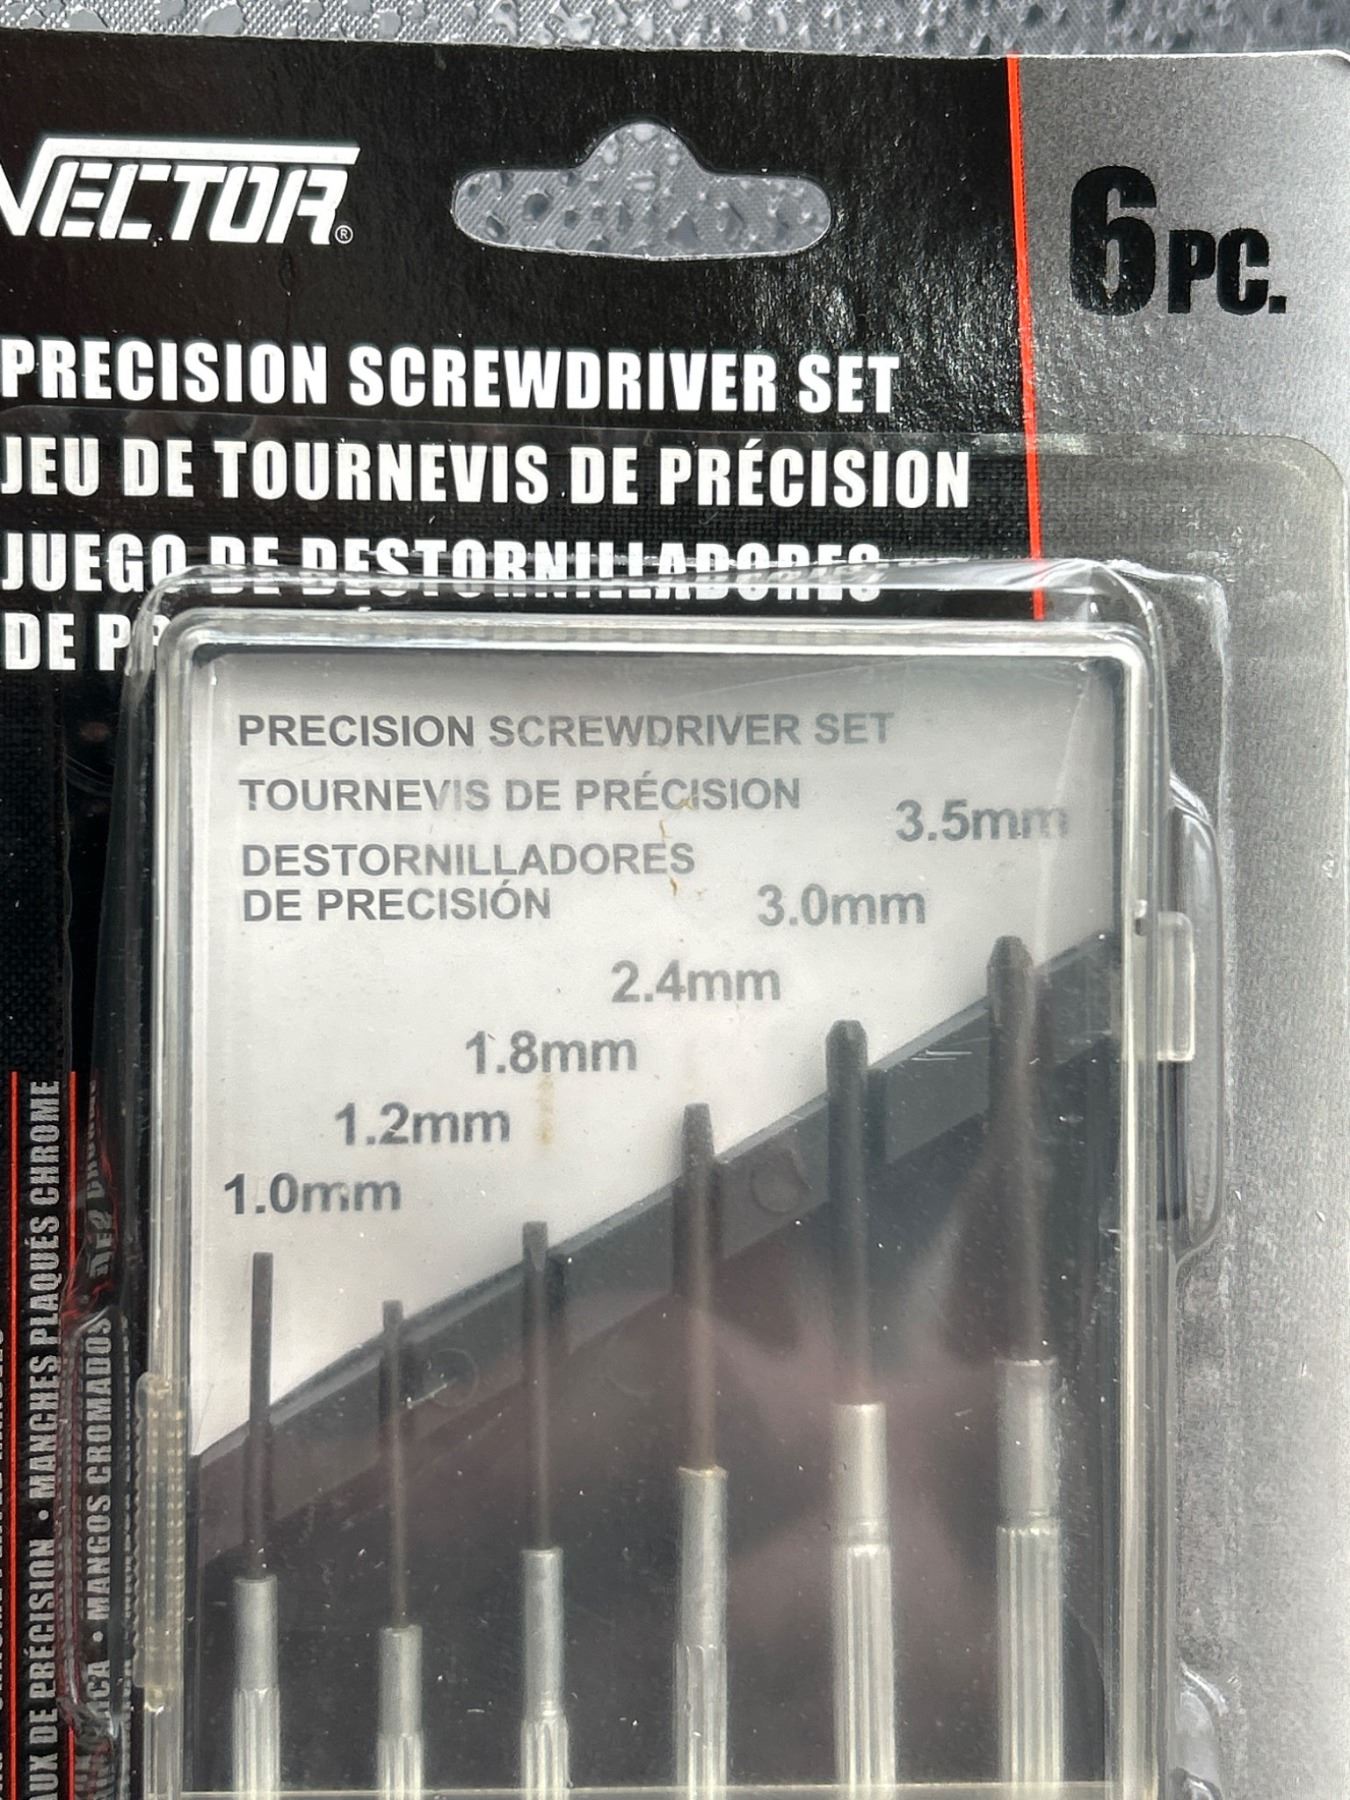 VECTOR®
6 PC.
PRECISION SCREWDRIVER SET
JEU DE TOURNEVIS DE PRÉCISION
JUEGO DE DESTORNILLADORES
DE
PRECISION SCREWDRIVER SET
TOURNEVIS DE PRÉCISION
DESTORNILLADORES
DE PRECISIÓN
3.5mm
3.0mm
2.4mm
1.8mm
1.2mm
1.0mm
DE PRÉCISION • MANCHES PLAQUÉS CHROME
• MANGOS CROMADOS